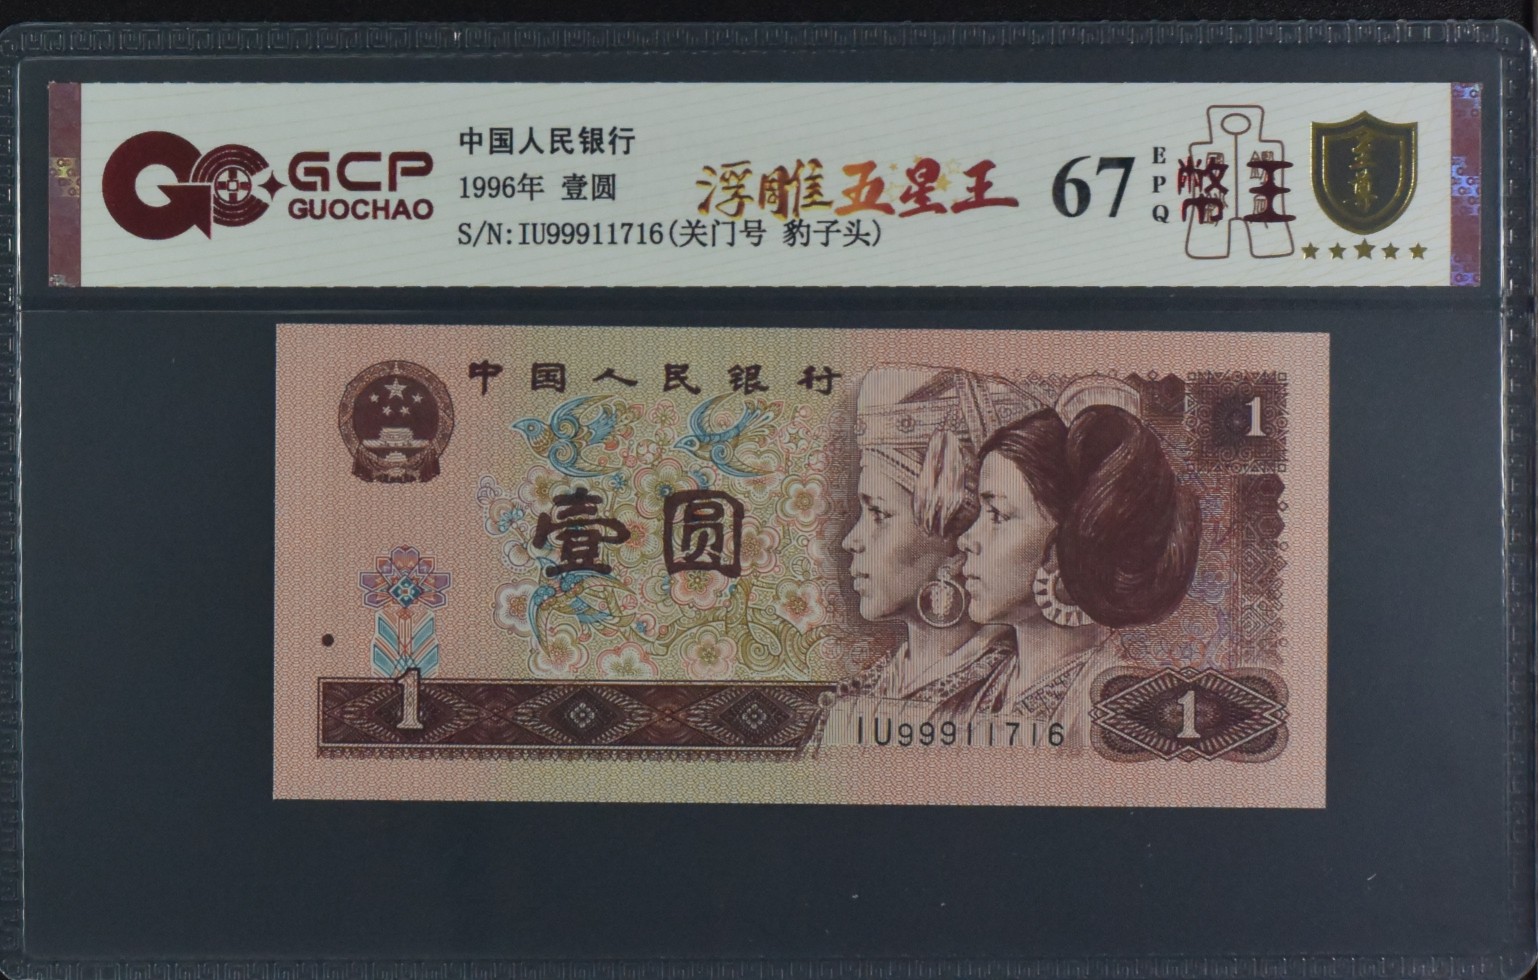 GCP
GUOCHAO
中国人民银行
1996年 壹圆
S/N:IU99911716(关门号 豹子头)
浮雕五星王
67
EPQ
币王
至尊
中国人民银行
1
壹圆
1
IU99911716
1